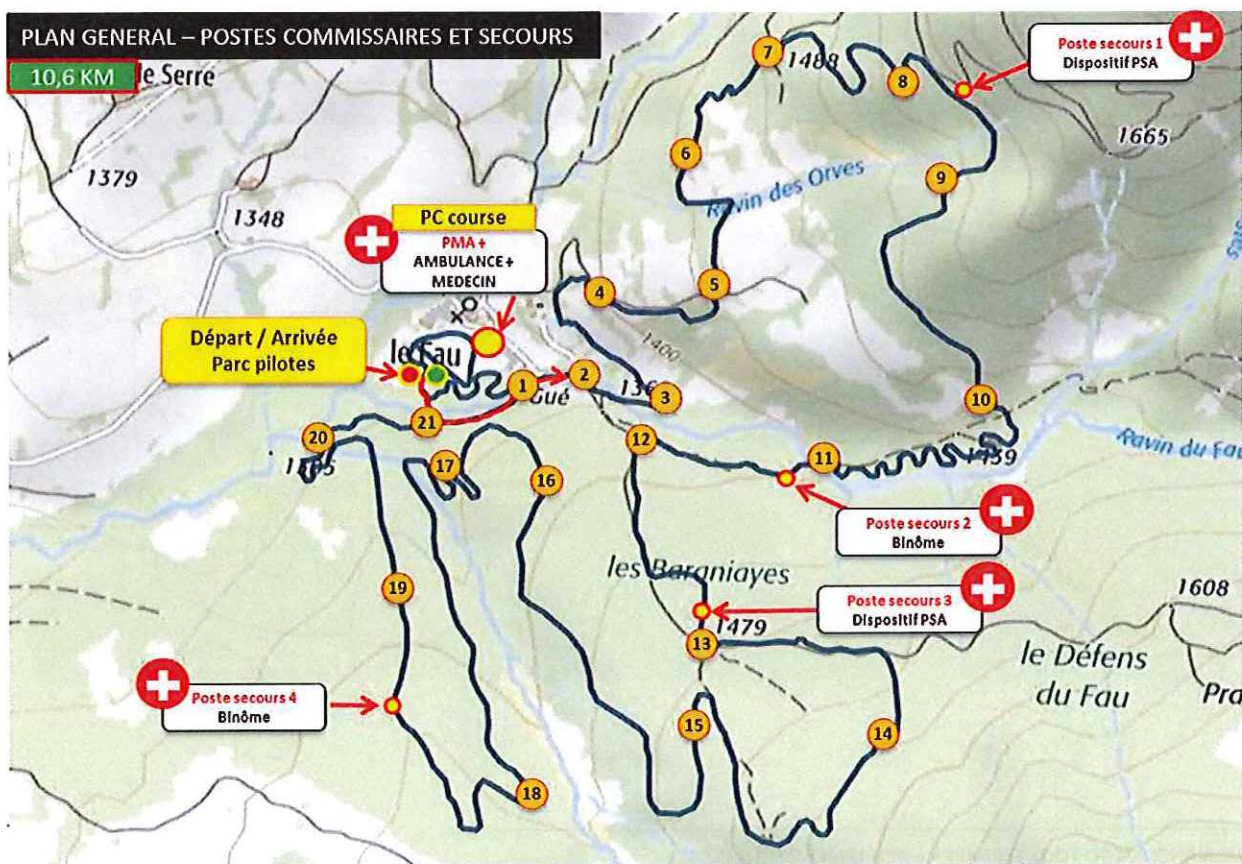 PLAN GENERAL – POSTES COMMISSAIRES ET SECOURS
10,6 KM
le Serre
7
1488
8
Poste secours 1
Dispositif PSA
1665
6
1379
9
Ravin des Orves
1348
PC course
PMA +
AMBULANCE +
MEDECIN
4
5
Départ / Arrivée
Parc pilotes
le Fau
1400
1
Gué
2
3
10
21
20
12
11
1439
Ravin du Fau
17
16
Poste secours 2
Binôme
19
les Baraniayes
Poste secours 3
Dispositif PSA
1608
13
1479
le Défens
du Fau
Pra
Poste secours 4
Binôme
15
14
18